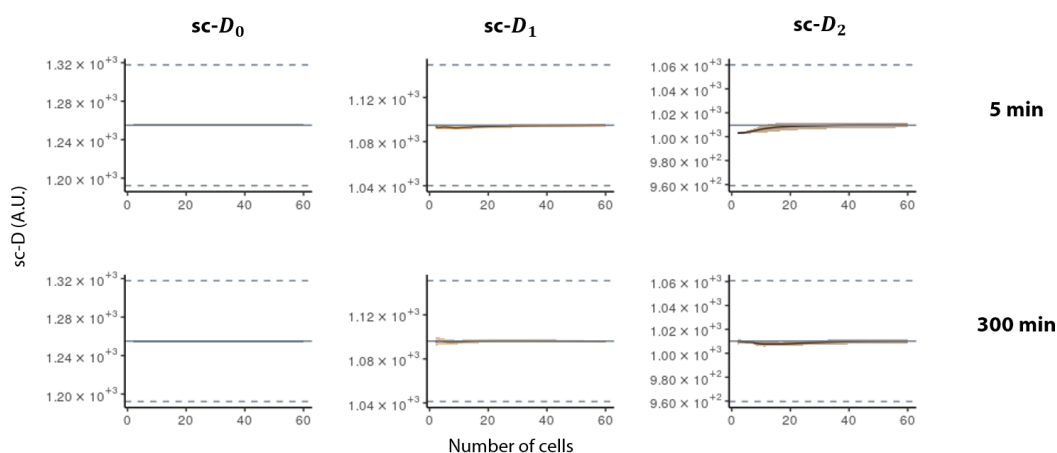 sc-D₀ sc-D₁ sc-D₂
1.32 × 10⁺³
1.28 × 10⁺³
1.24 × 10⁺³
1.20 × 10⁺³
0 20 40 60
1.12 × 10⁺³
1.08 × 10⁺³
1.04 × 10⁺³
0 20 40 60
1.06 × 10⁺³
1.04 × 10⁺³
1.02 × 10⁺³
1.00 × 10⁺³
9.80 × 10⁺²
9.60 × 10⁺²
0 20 40 60
5 min
sc-D (A.U.)
1.32 × 10⁺³
1.28 × 10⁺³
1.24 × 10⁺³
1.20 × 10⁺³
0 20 40 60
1.12 × 10⁺³
1.08 × 10⁺³
1.04 × 10⁺³
0 20 40 60
1.06 × 10⁺³
1.04 × 10⁺³
1.02 × 10⁺³
1.00 × 10⁺³
9.80 × 10⁺²
9.60 × 10⁺²
0 20 40 60
300 min
Number of cells